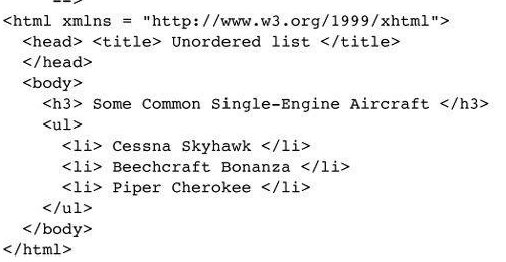 -->
<html xmlns = "http://www.w3.org/1999/xhtml">
<head> <title> Unordered list </title>
</head>
<body>
<h3> Some Common Single-Engine Aircraft </h3>
<ul>
<li> Cessna Skyhawk </li>
<li> Beechcraft Bonanza </li>
<li> Piper Cherokee </li>
</ul>
</body>
</html>